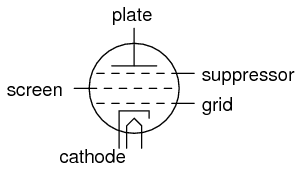 plate
suppressor
screen
grid
cathode